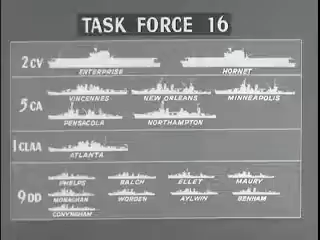 TASK FORCE 16
2 CV
ENTERPRISE HORNET
5 CA
VINCENNES NEW ORLEANS MINNEAPOLIS
PENSACOLA NORTHAMPTON
1 CLAA
ATLANTA
9 DD
PHELPS BALCH ELLET MAURY
MONAGHAN WORDEN AYLWIN BENHAM
CONYNGHAM